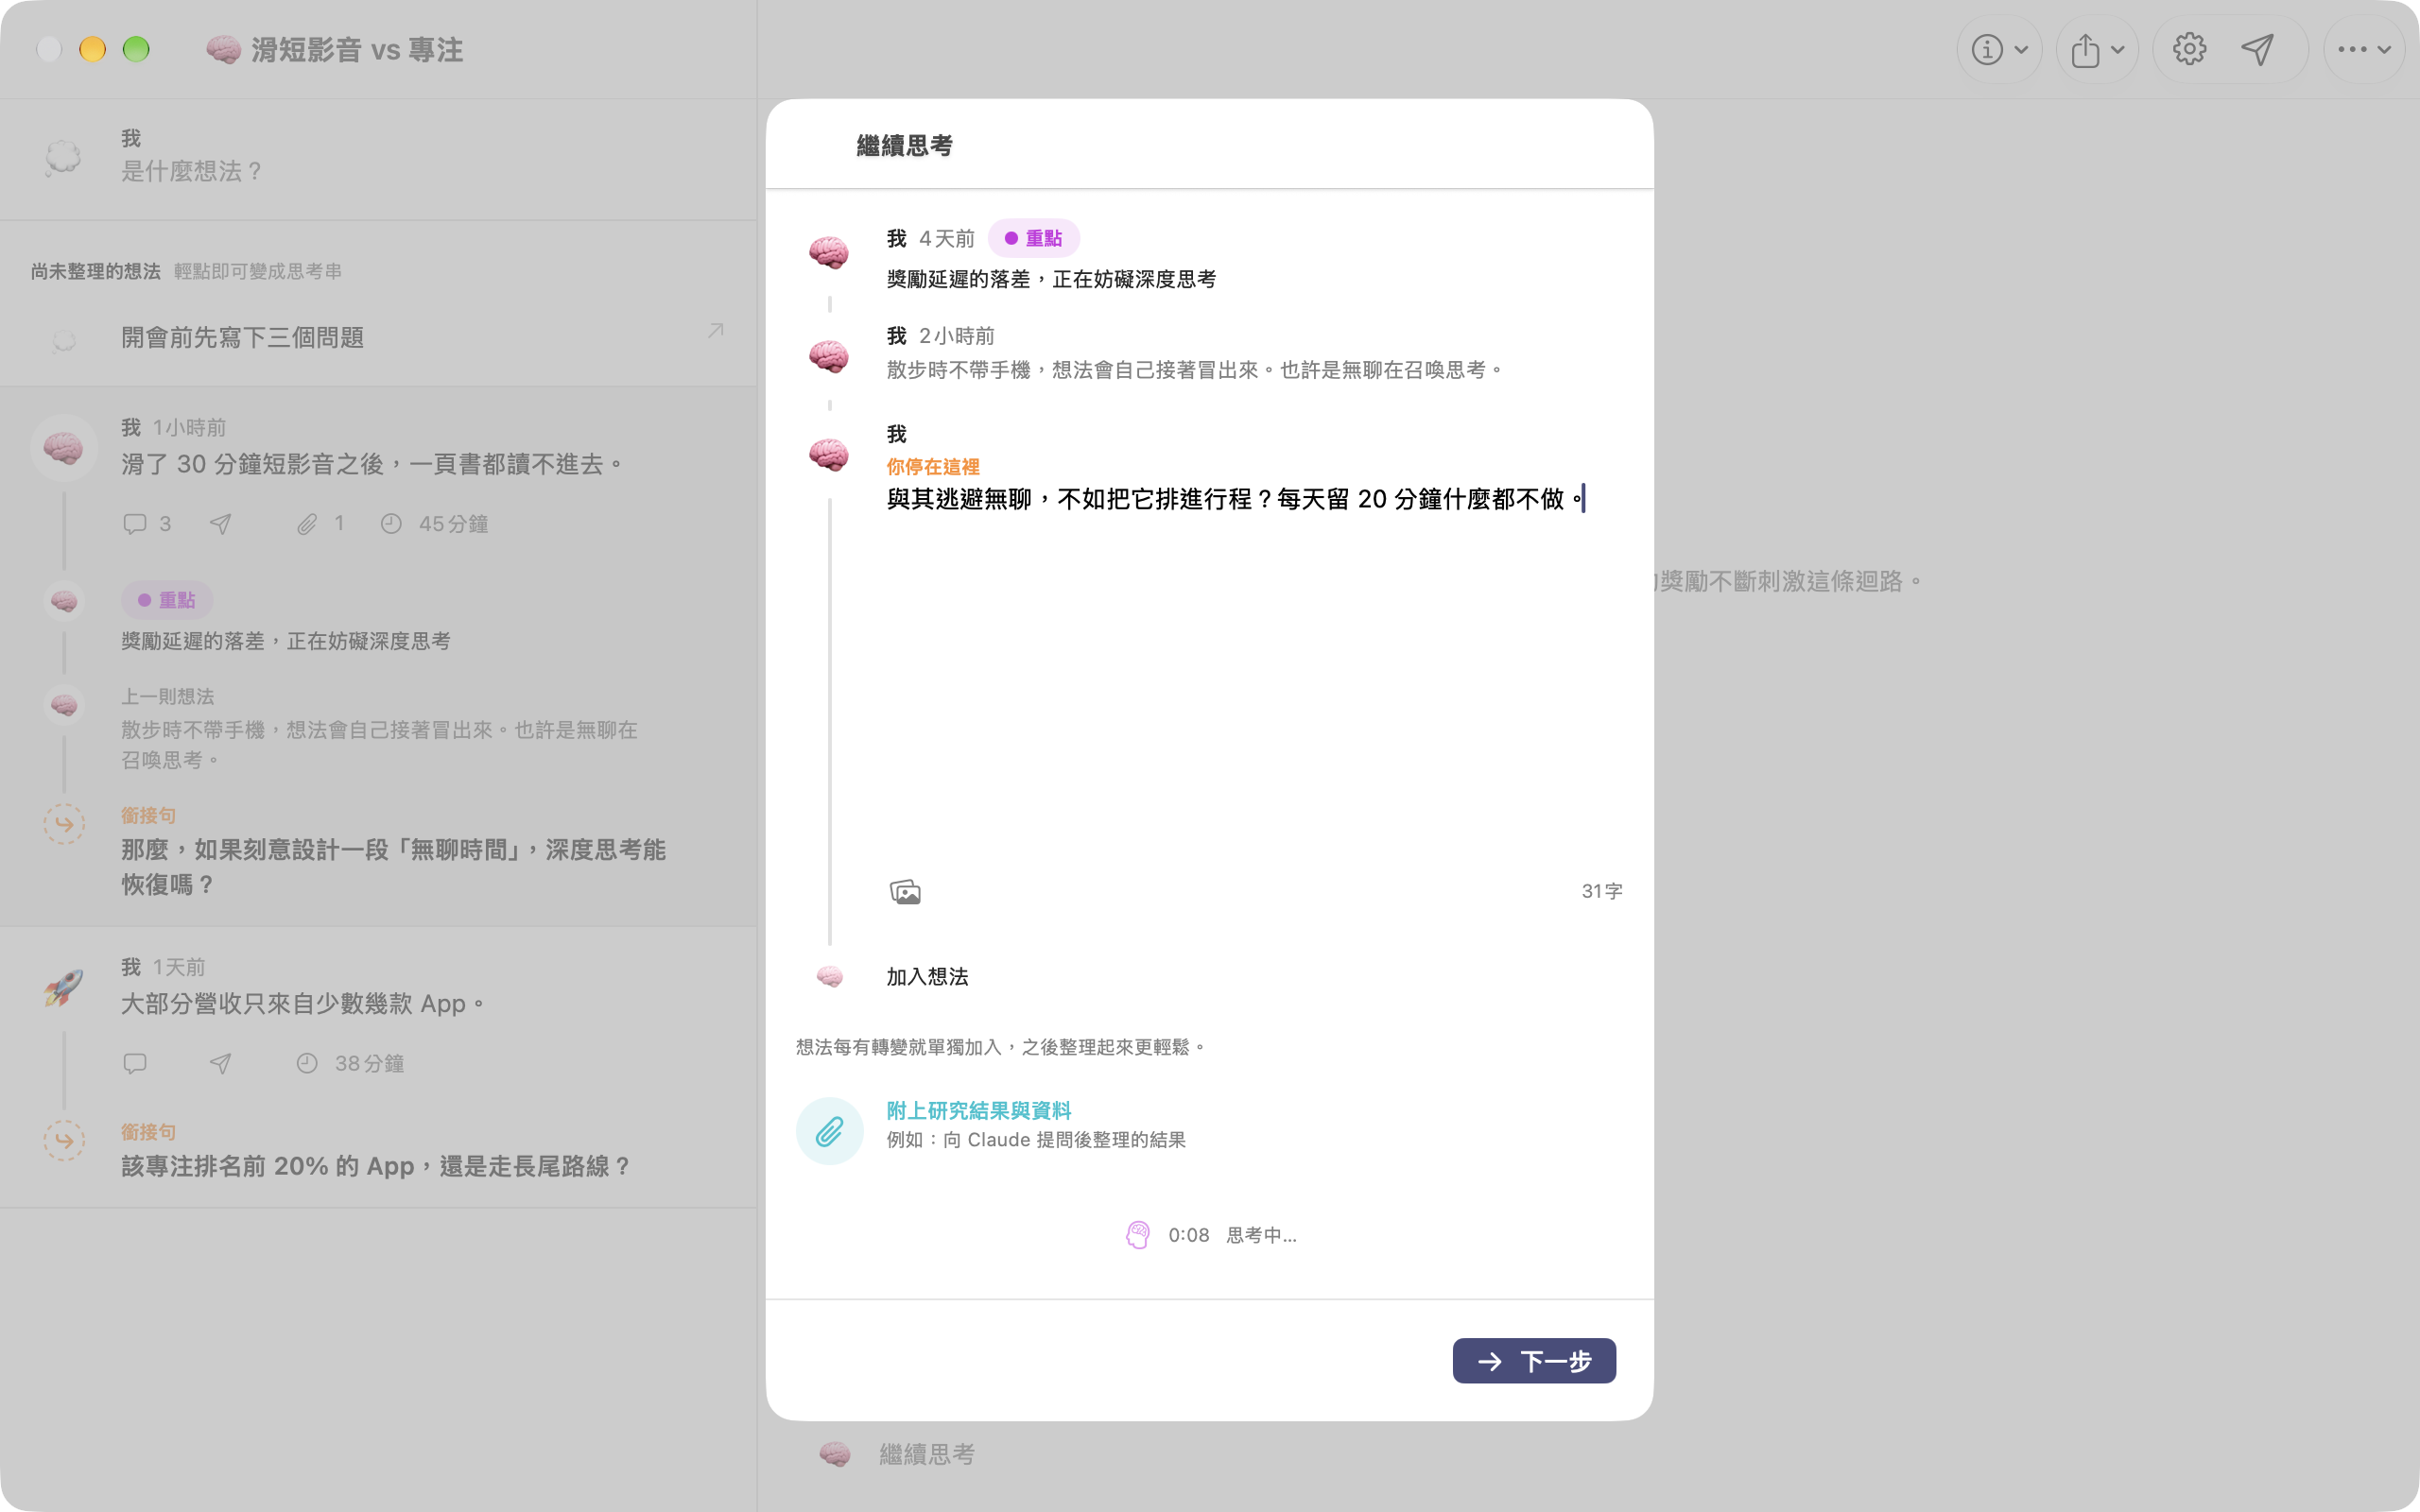 滑短影音 vs 專注
我
是什麼想法？
尚未整理的想法 輕點即可變成思考串
開會前先寫下三個問題
我 1小時前
滑了 30 分鐘短影音之後，一頁書都讀不進去。
3 1 45分鐘
重點
獎勵延遲的落差，正在妨礙深度思考
上一則想法
散步時不帶手機，想法會自己接著冒出來。也許是無聊在
召喚思考。
銜接句
那麼，如果刻意設計一段「無聊時間」，深度思考能
恢復嗎？
我 1天前
大部分營收只來自少數幾款 App。
38分鐘
銜接句
該專注排名前 20% 的 App，還是走長尾路線？
繼續思考
我 4天前 重點
獎勵延遲的落差，正在妨礙深度思考
我 2小時前
散步時不帶手機，想法會自己接著冒出來。也許是無聊在召喚思考。
我
你停在這裡
與其逃避無聊，不如把它排進行程？每天留 20 分鐘什麼都不做。
31字
加入想法
想法每有轉變就單獨加入，之後整理起來更輕鬆。
附上研究結果與資料
例如：向 Claude 提問後整理的結果
0:08 思考中...
下一步
獎勵不斷刺激這條迴路。
繼續思考